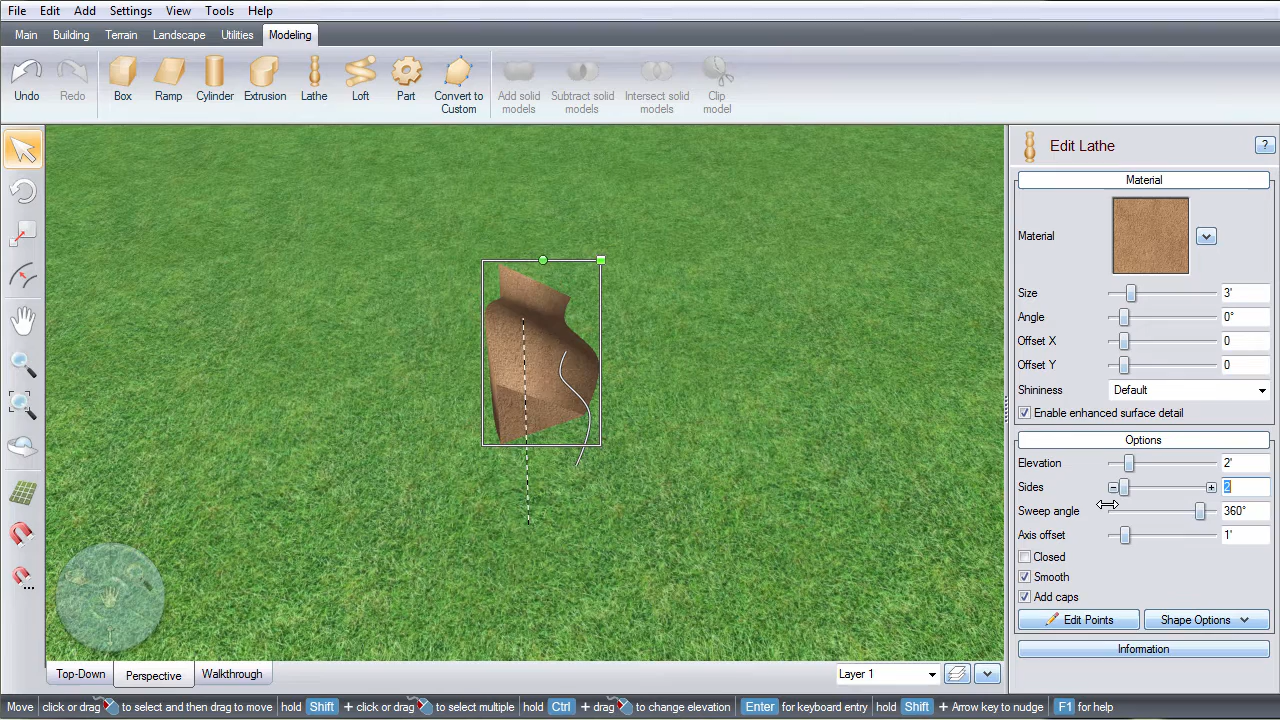 File Edit Add Settings View Tools Help
Main Building Terrain Landscape Utilities Modeling
Undo Redo Box Ramp Cylinder Extrusion Lathe Loft Part Convert to Custom Add solid models Subtract solid models Intersect solid models Clip model
Edit Lathe ?
Material
Material
Size 3'
Angle 0°
Offset X 0
Offset Y 0
Shininess Default
Enable enhanced surface detail
Options
Elevation 2'
Sides 2
Sweep angle 360°
Axis offset 1'
Closed
Smooth
Add caps
Edit Points Shape Options
Information
Top-Down Perspective Walkthrough Layer 1
Move click or drag to select and then drag to move hold Shift + click or drag to select multiple hold Ctrl + drag to change elevation Enter for keyboard entry hold Shift + Arrow key to nudge F1 for help